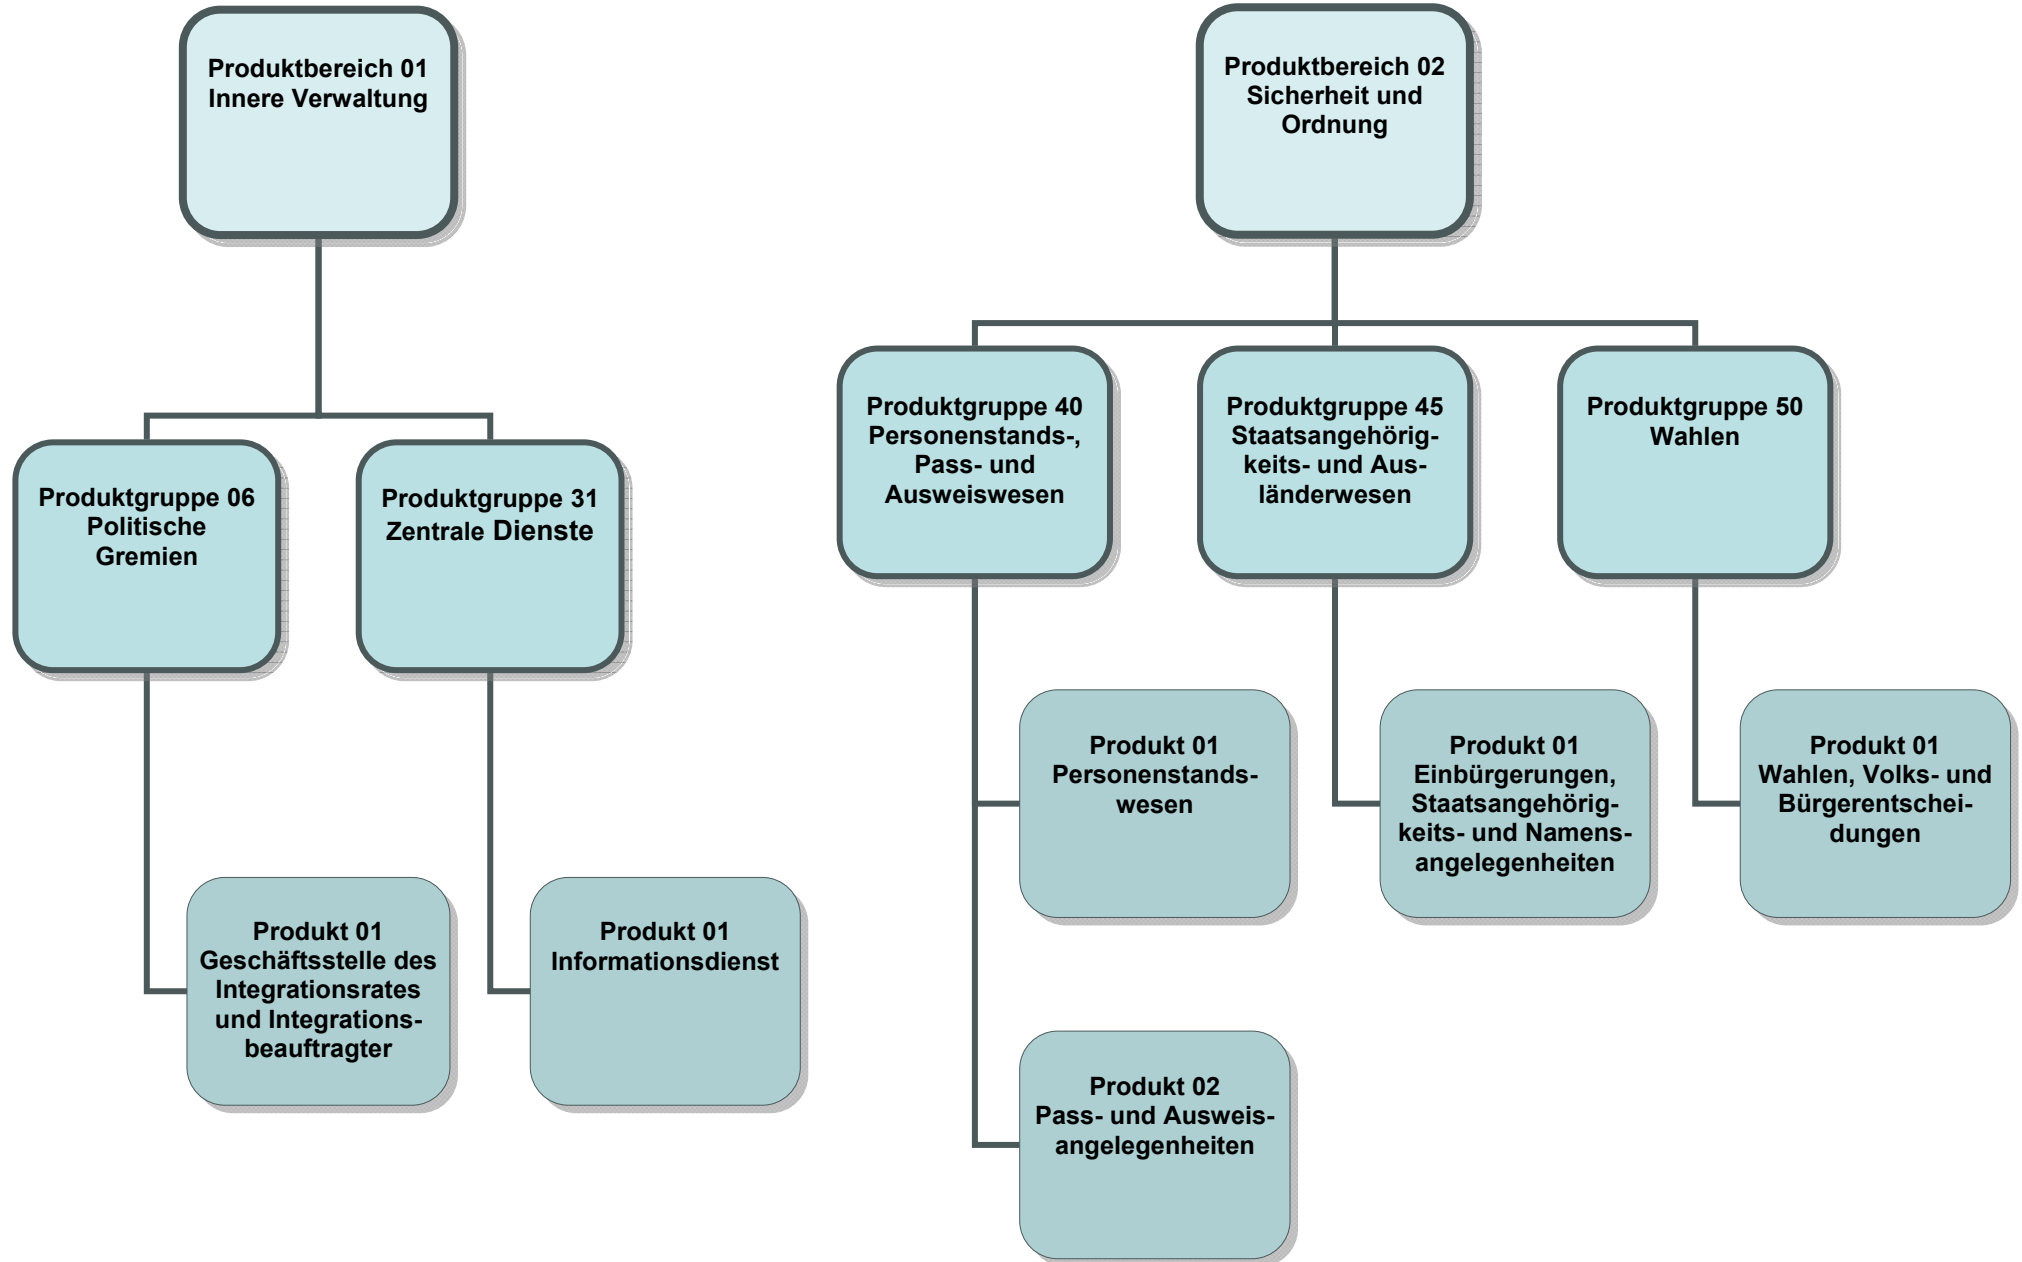 Produktbereich 01
Innere Verwaltung
Produktbereich 02
Sicherheit und
Ordnung
Produktgruppe 06
Politische
Gremien
Produktgruppe 31
Zentrale Dienste
Produktgruppe 40
Personenstands-,
Pass- und
Ausweiswesen
Produktgruppe 45
Staatsangehörig-
keits- und Aus-
länderwesen
Produktgruppe 50
Wahlen
Produkt 01
Geschäftsstelle des
Integrationsrates
und Integrations-
beauftragter
Produkt 01
Informationsdienst
Produkt 01
Personenstands-
wesen
Produkt 01
Einbürgerungen,
Staatsangehörig-
keits- und Namens-
angelegenheiten
Produkt 01
Wahlen, Volks- und
Bürgerentschei-
dungen
Produkt 02
Pass- und Ausweis-
angelegenheiten